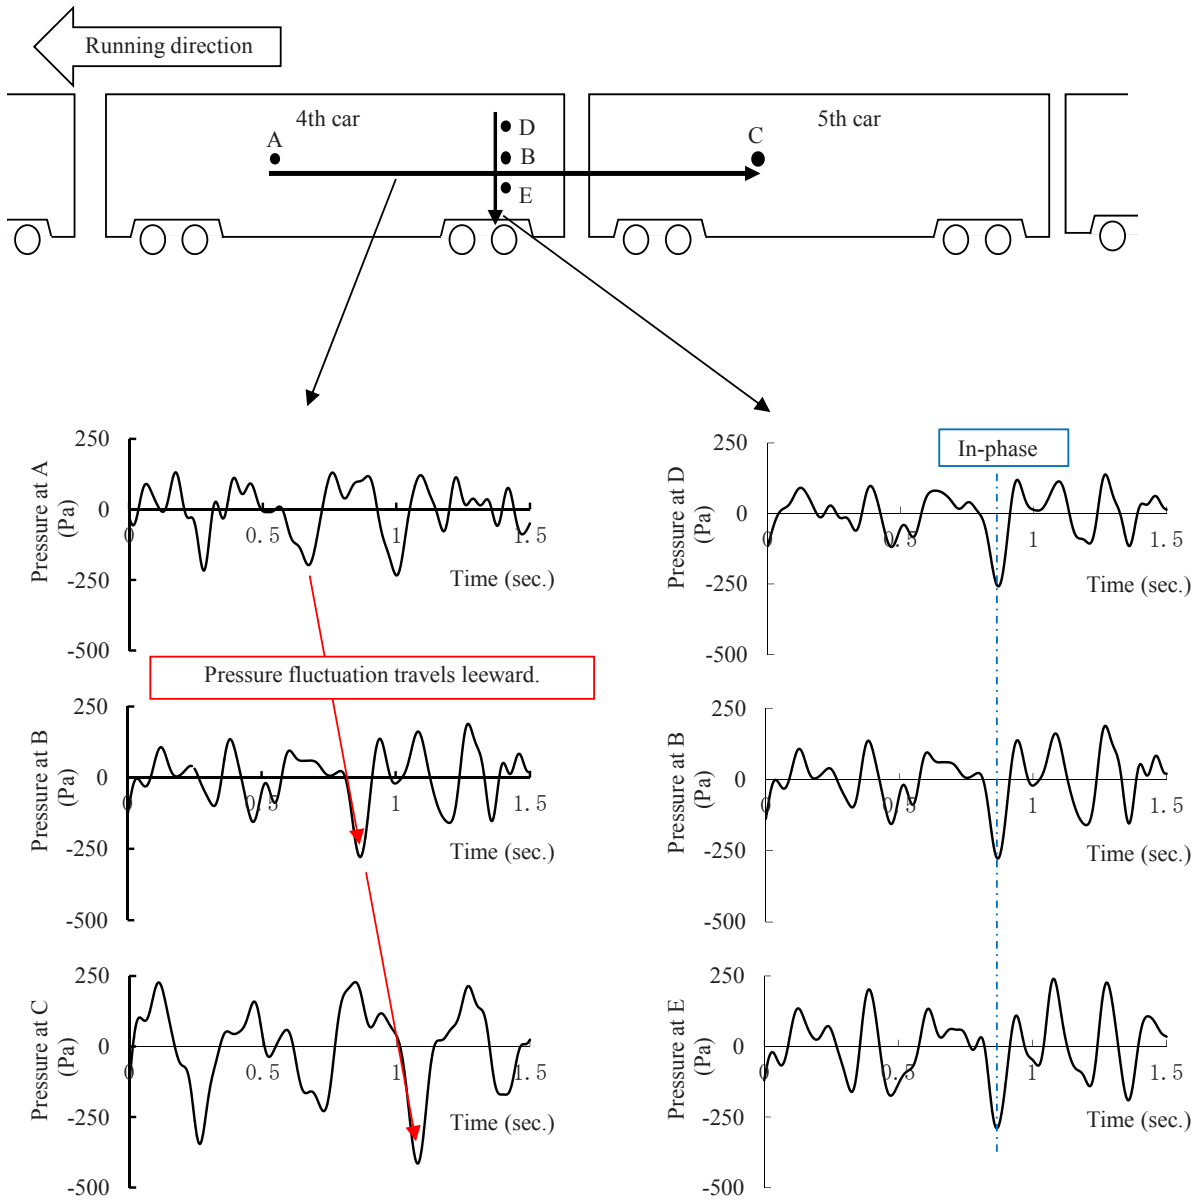 Running direction
4th car
5th car
A
D
B
E
C
In-phase
250
0
-250
-500
Pressure at A
(Pa)
0
0.5
1
1.5
Time (sec.)
250
0
-250
-500
Pressure at D
(Pa)
0
0.5
1
1.5
Time (sec.)
Pressure fluctuation travels leeward.
250
0
-250
-500
Pressure at B
(Pa)
0
0.5
1
1.5
Time (sec.)
250
0
-250
-500
Pressure at B
(Pa)
0
0.5
1
1.5
Time (sec.)
250
0
-250
-500
Pressure at C
(Pa)
0
0.5
1
1.5
Time (sec.)
250
0
-250
-500
Pressure at E
(Pa)
0
0.5
1
1.5
Time (sec.)